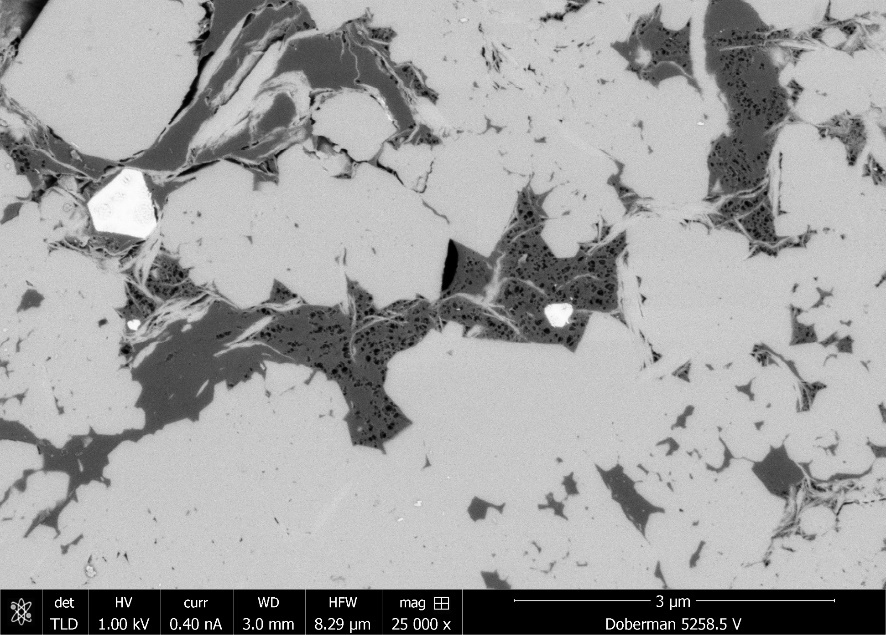 det HV curr WD HFW mag 3 µm
TLD 1.00 kV 0.40 nA 3.0 mm 8.29 µm 25 000 x Doberman 5258.5 V